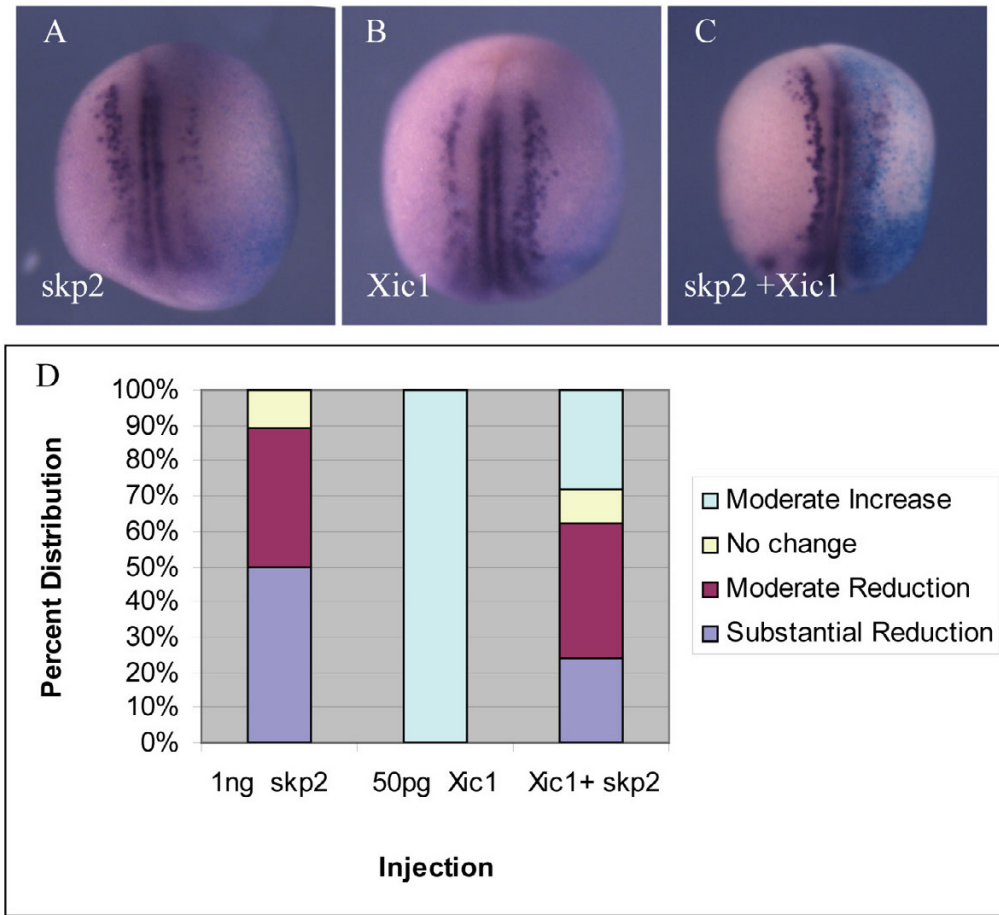 A
skp2
B
Xic1
C
skp2 +Xic1
D
Percent Distribution
100%
90%
80%
70%
60%
50%
40%
30%
20%
10%
0%
1ng skp2
50pg Xic1
Xic1+ skp2
Injection
Moderate Increase
No change
Moderate Reduction
Substantial Reduction